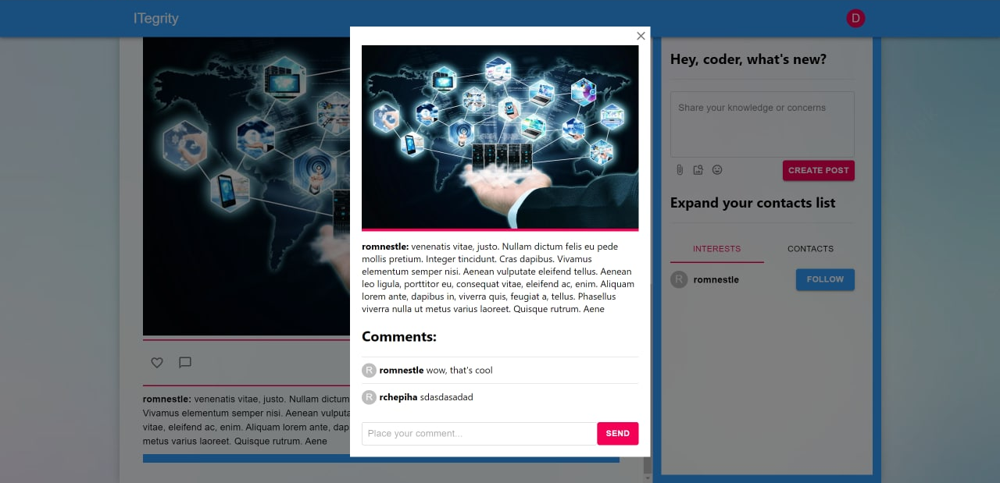 ITegrity
D
romnestle: venenatis vitae, justo. Nullam dictum
Vivamus elementum semper nisi. Aenean vulputa
vitae, eleifend ac, enim. Aliquam lorem ante, dap
metus varius laoreet. Quisque rutrum. Aene
romnestle: venenatis vitae, justo. Nullam dictum felis eu pede
mollis pretium. Integer tincidunt. Cras dapibus. Vivamus
elementum semper nisi. Aenean vulputate eleifend tellus. Aenean
leo ligula, porttitor eu, consequat vitae, eleifend ac, enim. Aliquam
lorem ante, dapibus in, viverra quis, feugiat a, tellus. Phasellus
viverra nulla ut metus varius laoreet. Quisque rutrum. Aene
Comments:
R romnestle wow, that's cool
R rchepiha sdasdasadad
Place your comment...
SEND
Hey, coder, what's new?
Share your knowledge or concerns
CREATE POST
Expand your contacts list
INTERESTS CONTACTS
R romnestle FOLLOW